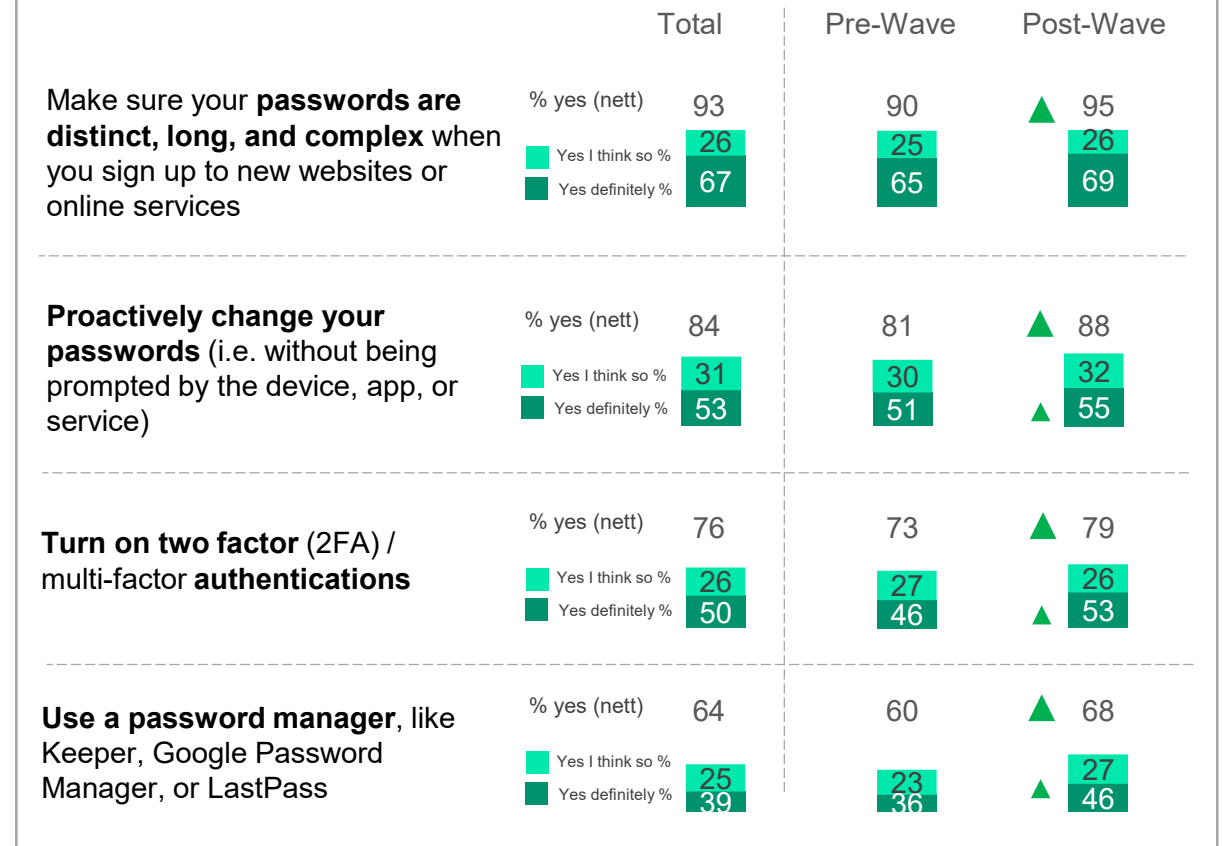 Total Pre-Wave Post-Wave
Make sure your passwords are
distinct, long, and complex when
you sign up to new websites or
online services
% yes (nett) 93 90 95
Yes I think so % 26 25 26
Yes definitely % 67 65 69
Proactively change your
passwords (i.e. without being
prompted by the device, app, or
service)
% yes (nett) 84 81 88
Yes I think so % 31 30 32
Yes definitely % 53 51 55
Turn on two factor (2FA) /
multi-factor authentications
% yes (nett) 76 73 79
Yes I think so % 26 27 26
Yes definitely % 50 46 53
Use a password manager, like
Keeper, Google Password
Manager, or LastPass
% yes (nett) 64 60 68
Yes I think so % 25 23 27
Yes definitely % 39 36 46